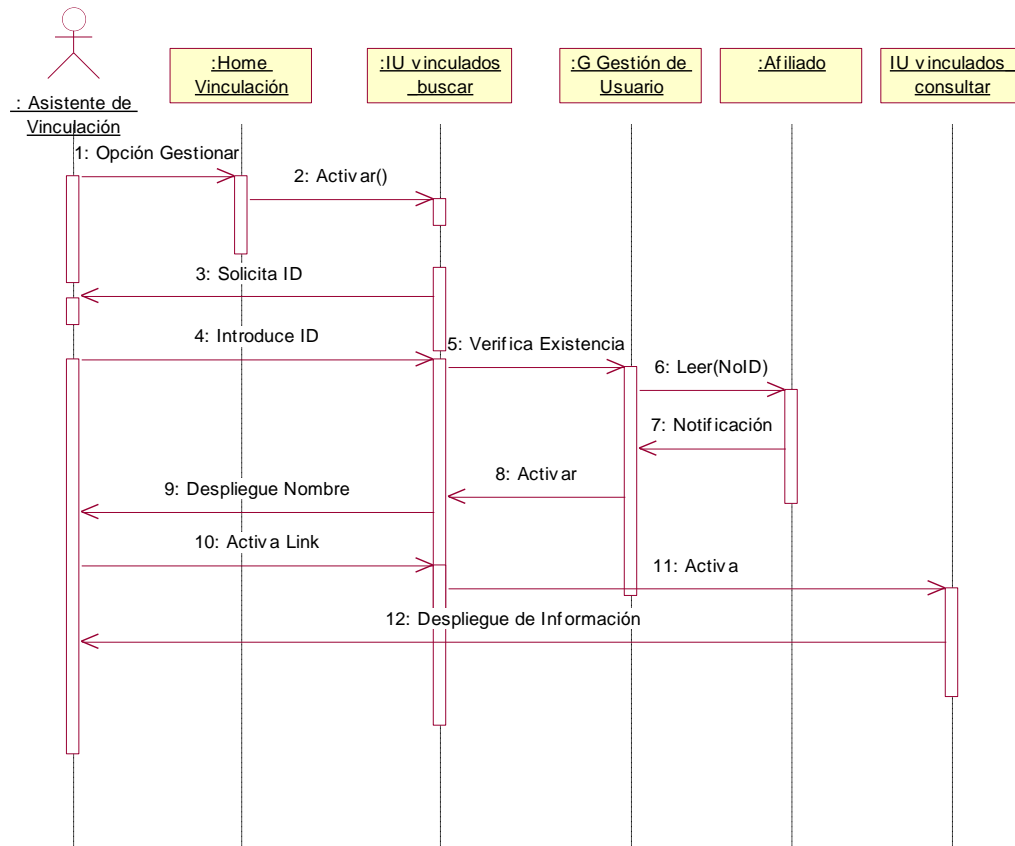 : Asistente de
Vinculación
:Home
Vinculación
:IU vinculados
_buscar
:G Gestión de
Usuario
:Afiliado
IU vinculados_
consultar
1: Opción Gestionar
2: Activar()
3: Solicita ID
4: Introduce ID
5: Verifica Existencia
6: Leer(NoID)
7: Notificación
8: Activar
9: Despliegue Nombre
10: Activa Link
11: Activa
12: Despliegue de Información